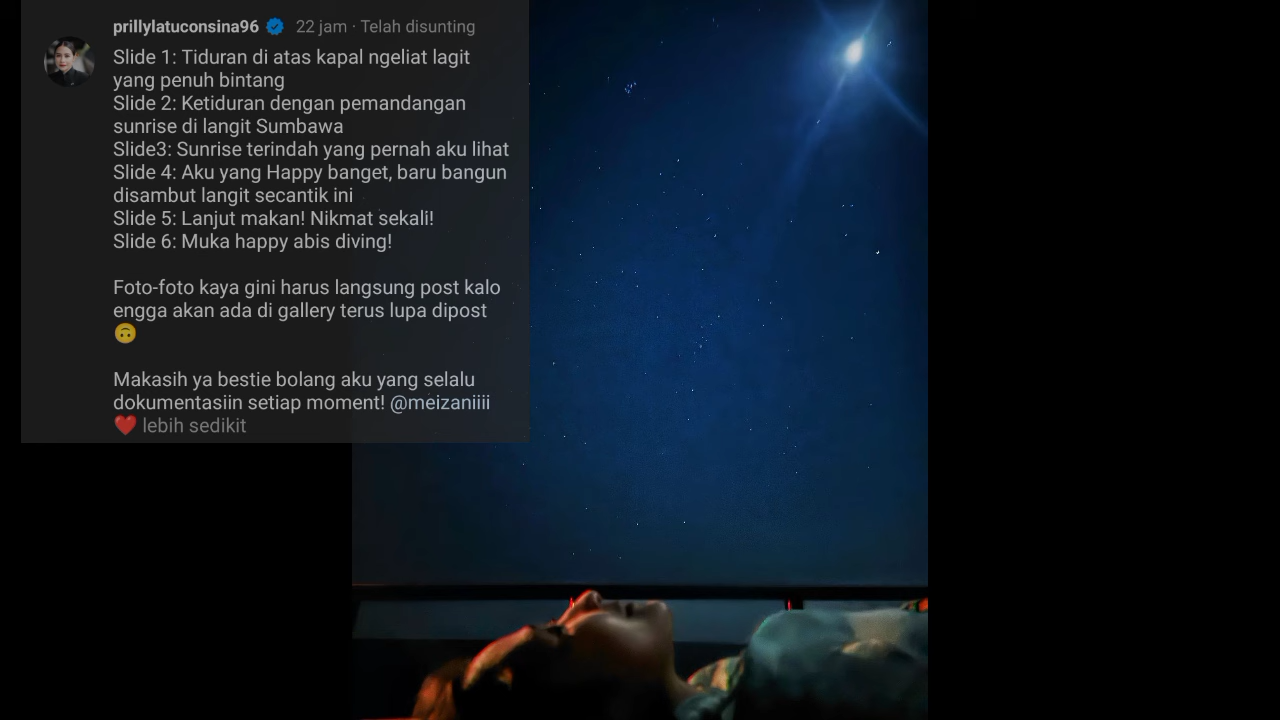 prillylatuconsina96 22 jam · Telah disunting
Slide 1: Tiduran di atas kapal ngeliat lagit
yang penuh bintang
Slide 2: Ketiduran dengan pemandangan
sunrise di langit Sumbawa
Slide3: Sunrise terindah yang pernah aku lihat
Slide 4: Aku yang Happy banget, baru bangun
disambut langit secantik ini
Slide 5: Lanjut makan! Nikmat sekali!
Slide 6: Muka happy abis diving!
Foto-foto kaya gini harus langsung post kalo
engga akan ada di gallery terus lupa dipost
🙃
Makasih ya bestie bolang aku yang selalu
dokumentasiin setiap moment! @meizaniiii
❤️ lebih sedikit